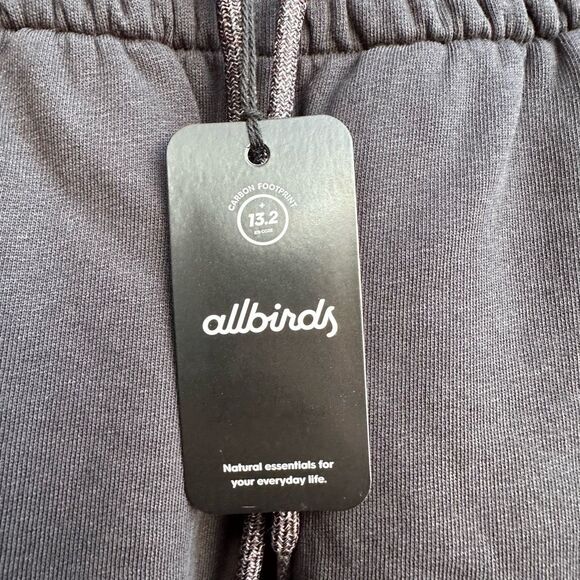 CARBON FOOTPRINT
+
13.2
KG CO2E
allbirds
Natural essentials for
your everyday life.